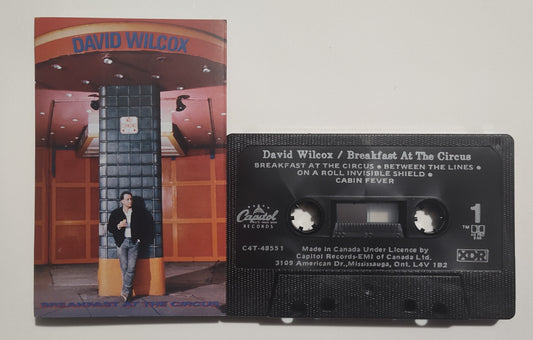 DAVID WILCOX
BREAKFAST AT THE CIRCUS
David Wilcox / Breakfast At The Circus
BREAKFAST AT THE CIRCUS • BETWEEN THE LINES •
ON A ROLL INVISIBLE SHIELD •
CABIN FEVER
Capitol
RECORDS
1
TM
C4T-48551
Made in Canada Under Licence by
Capitol Records-EMI of Canada Ltd.
3109 American Dr., Mississauga, Ont. L4V 1B2
XDR